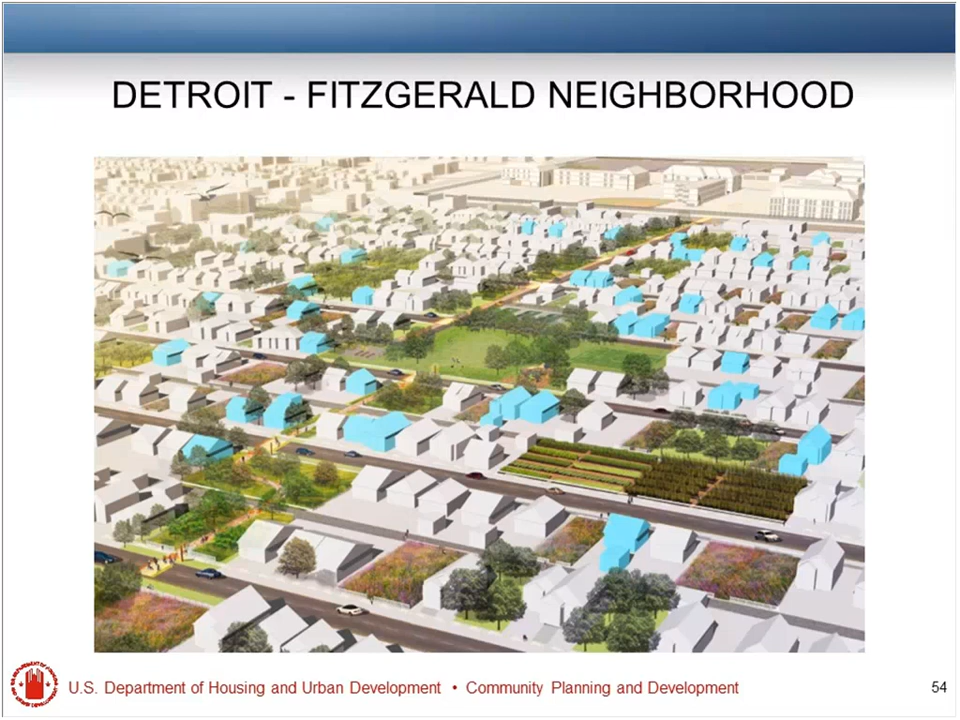 DETROIT - FITZGERALD NEIGHBORHOOD
U.S. Department of Housing and Urban Development • Community Planning and Development
54